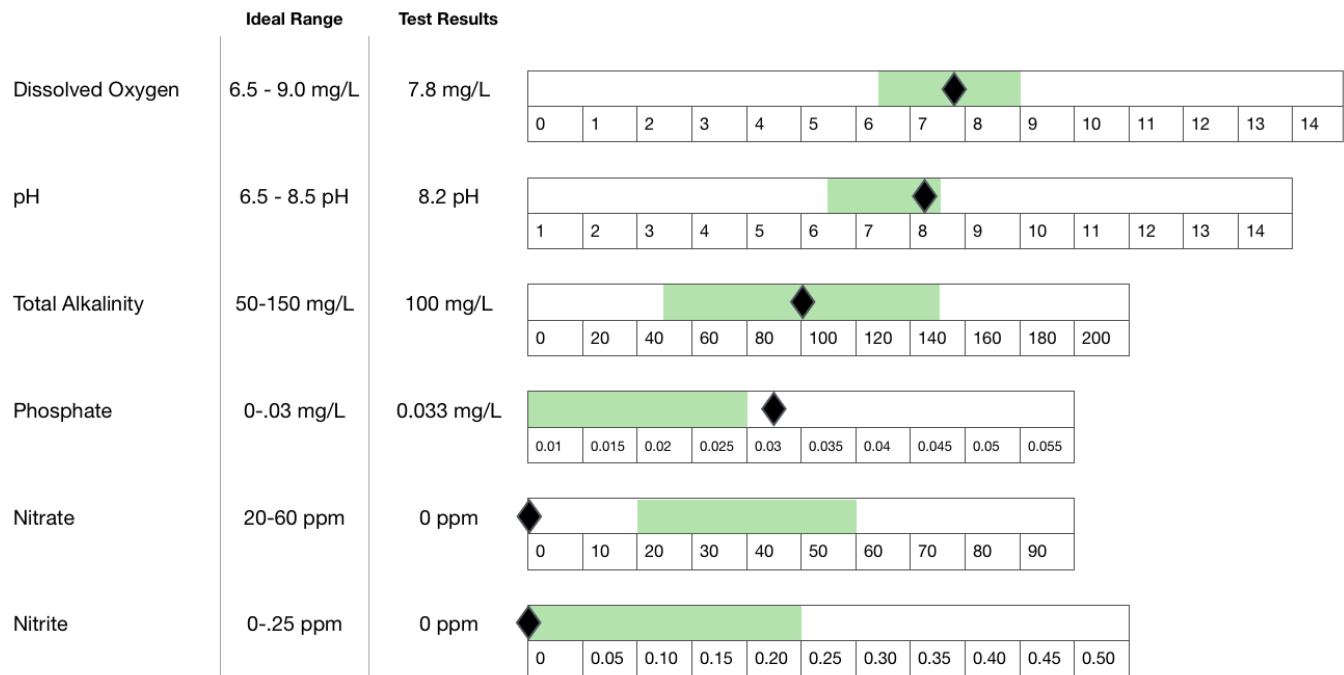 Ideal Range Test Results
Dissolved Oxygen 6.5 - 9.0 mg/L 7.8 mg/L
0 1 2 3 4 5 6 7 8 9 10 11 12 13 14
pH 6.5 - 8.5 pH 8.2 pH
1 2 3 4 5 6 7 8 9 10 11 12 13 14
Total Alkalinity 50-150 mg/L 100 mg/L
0 20 40 60 80 100 120 140 160 180 200
Phosphate 0-.03 mg/L 0.033 mg/L
0.01 0.015 0.02 0.025 0.03 0.035 0.04 0.045 0.05 0.055
Nitrate 20-60 ppm 0 ppm
0 10 20 30 40 50 60 70 80 90
Nitrite 0-.25 ppm 0 ppm
0 0.05 0.10 0.15 0.20 0.25 0.30 0.35 0.40 0.45 0.50